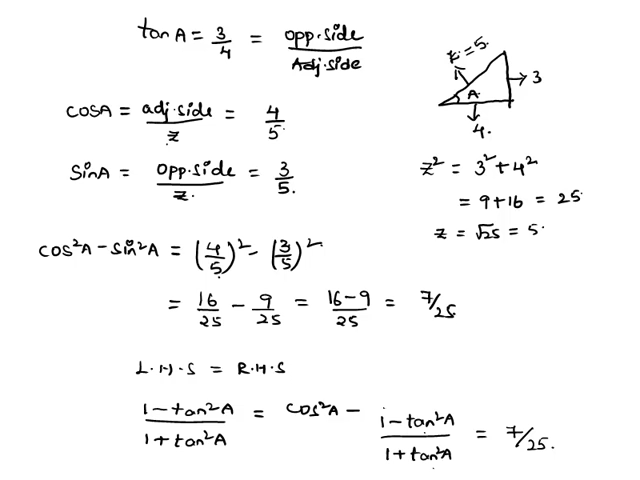 tanA = 3/4 = opp.side/Adj.side
z = 5.
A
3
4.
cosA = adj.side/z = 4/5.
sinA = opp.side/z. = 3/5.
z² = 3² + 4²
= 9+16 = 25.
z = √25 = 5.
cos²A - sin²A = (4/5)² - (3/5)²
= 16/25 - 9/25 = 16-9/25 = 7/25
L.H.S = R.H.S
1-tan²A/1+tan²A = cos²A - 1-tan²A/1+tan²A = 7/25.